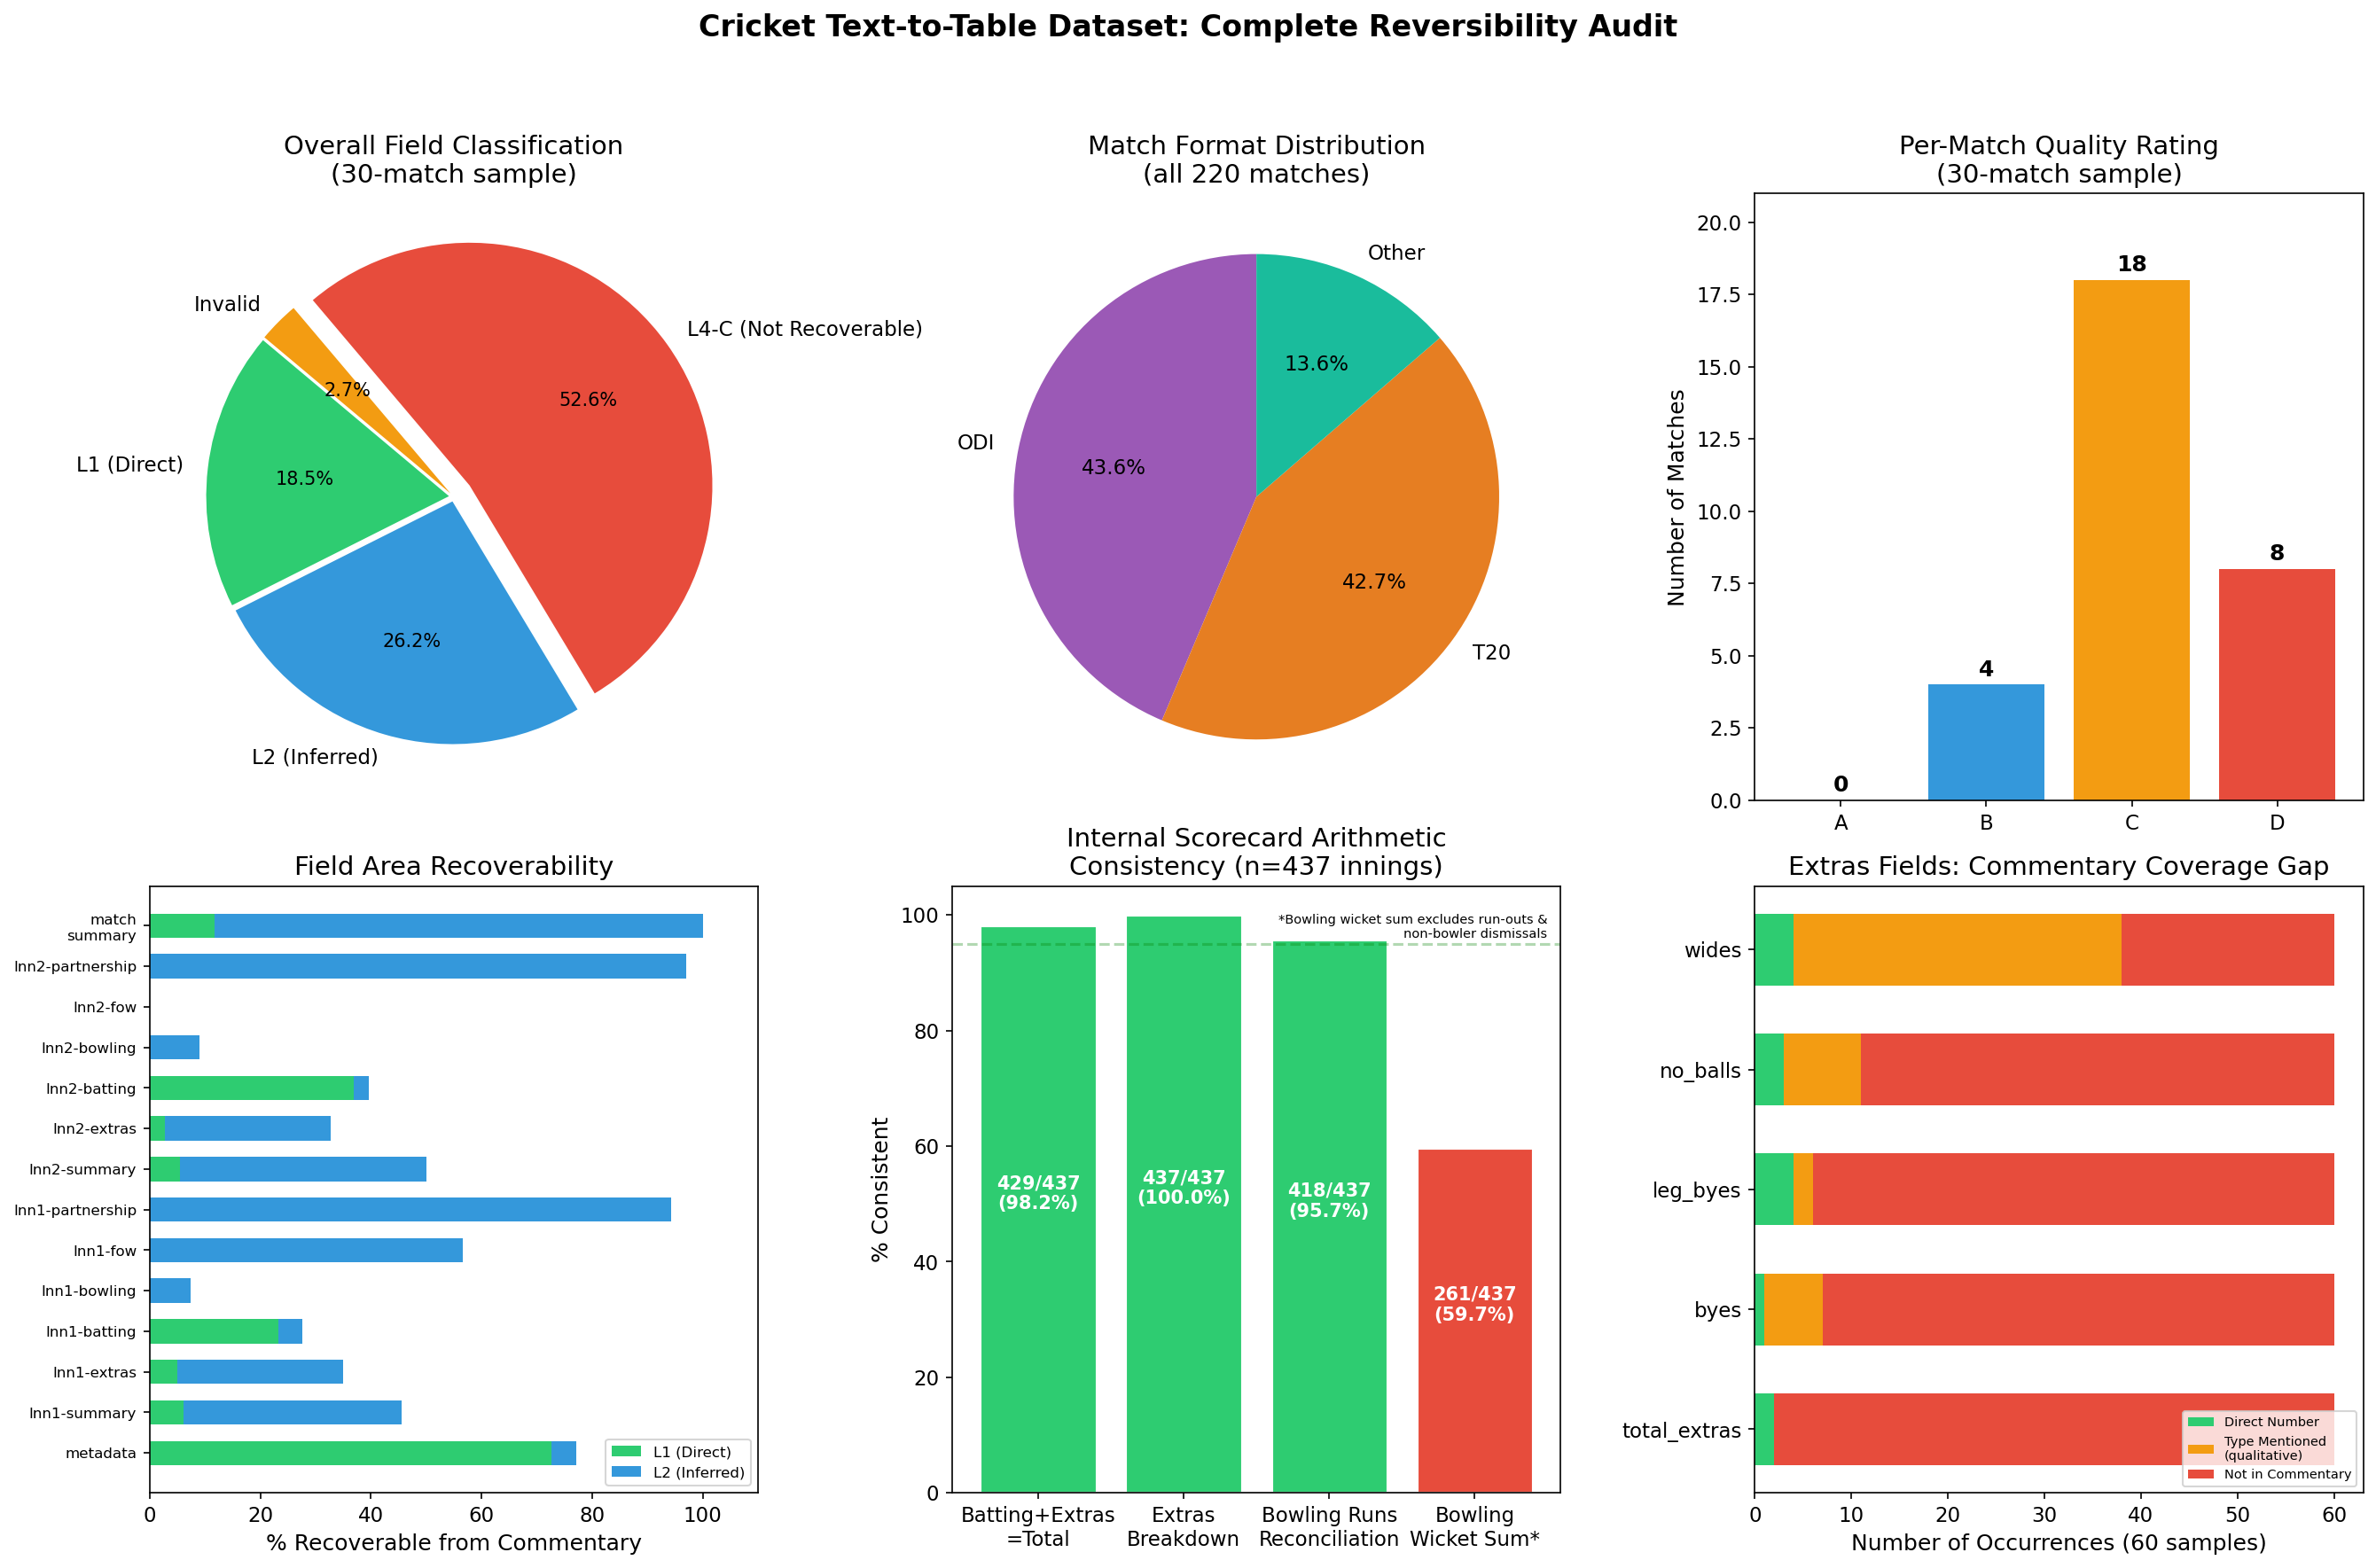 Cricket Text-to-Table Dataset: Complete Reversibility Audit
Overall Field Classification
(30-match sample)
Invalid
L4-C (Not Recoverable)
2.7%
52.6%
L1 (Direct)
18.5%
26.2%
L2 (Inferred)
Match Format Distribution
(all 220 matches)
Other
13.6%
ODI
43.6%
42.7%
T20
Per-Match Quality Rating
(30-match sample)
Number of Matches
20.0
17.5
15.0
12.5
10.0
7.5
5.0
2.5
0.0
0
4
18
8
A
B
C
D
Field Area Recoverability
match
summary
Inn2-partnership
Inn2-fow
Inn2-bowling
Inn2-batting
Inn2-extras
Inn2-summary
Inn1-partnership
Inn1-fow
Inn1-bowling
Inn1-batting
Inn1-extras
Inn1-summary
metadata
L1 (Direct)
L2 (Inferred)
0
20
40
60
80
100
% Recoverable from Commentary
Internal Scorecard Arithmetic
Consistency (n=437 innings)
% Consistent
100
80
60
40
20
0
*Bowling wicket sum excludes run-outs &
non-bowler dismissals
429/437
(98.2%)
437/437
(100.0%)
418/437
(95.7%)
261/437
(59.7%)
Batting+Extras
=Total
Extras
Breakdown
Bowling Runs
Reconciliation
Bowling
Wicket Sum*
Extras Fields: Commentary Coverage Gap
wides
no_balls
leg_byes
byes
total_extras
Direct Number
Type Mentioned
(qualitative)
Not in Commentary
0
10
20
30
40
50
60
Number of Occurrences (60 samples)